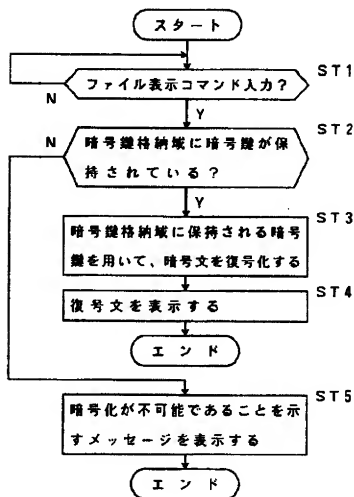 スタート
ファイル表示コマンド入力?
ST1
N
Y
ST2
N
暗号鍵格納域に暗号鍵が保
持されている?
Y
ST3
暗号鍵格納域に保持される暗号
鍵を用いて、暗号文を復号化する
ST4
復号文を表示する
エンド
ST5
暗号化が不可能であることを示
すメッセージを表示する
エンド